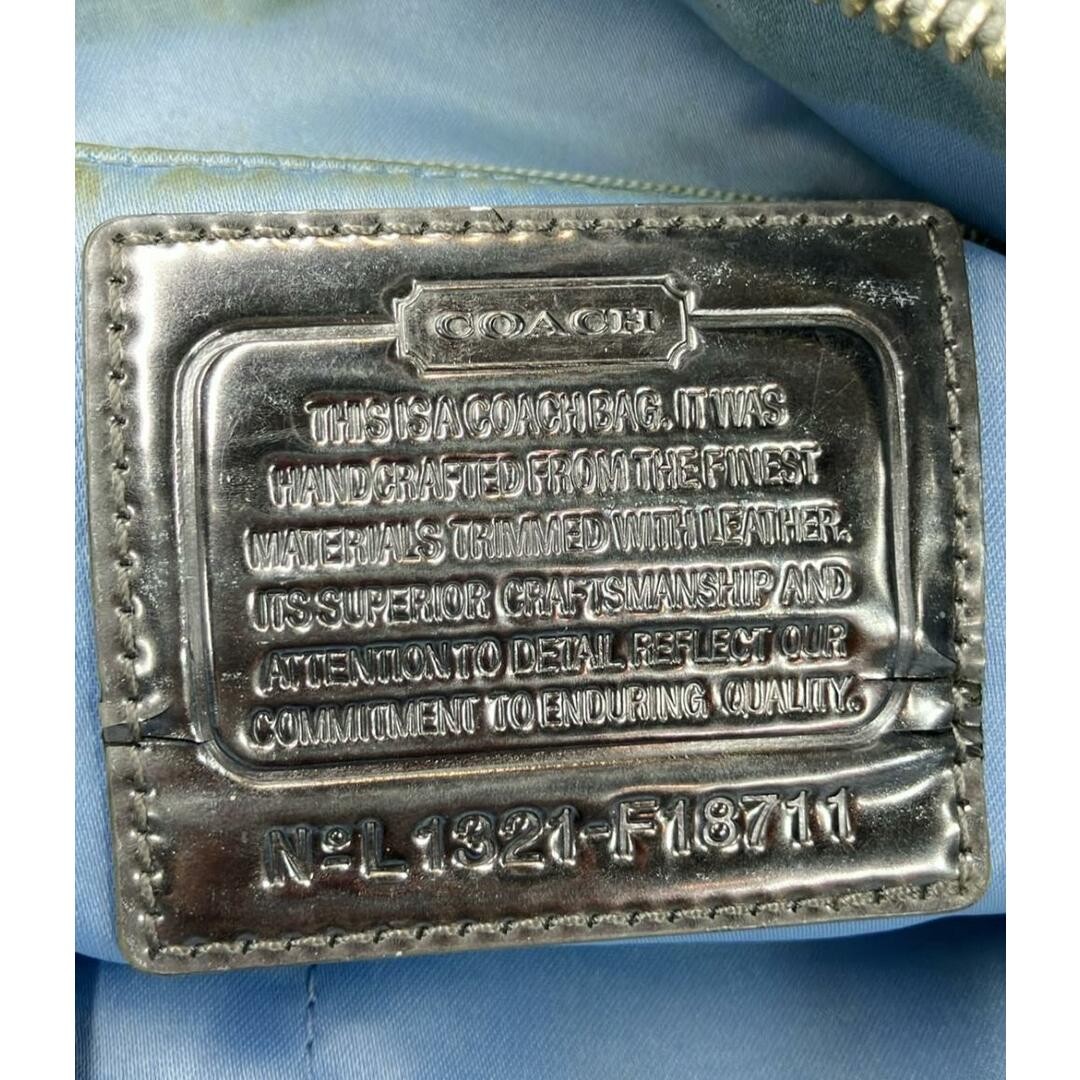 COACH
THIS IS A COACH BAG. IT WAS
HANDCRAFTED FROM THE FINEST
MATERIALS TRIMMED WITH LEATHER.
ITS SUPERIOR CRAFTSMANSHIP AND
ATTENTION TO DETAIL REFLECT OUR
COMMITMENT TO ENDURING QUALITY.
Nº L1321-F18711